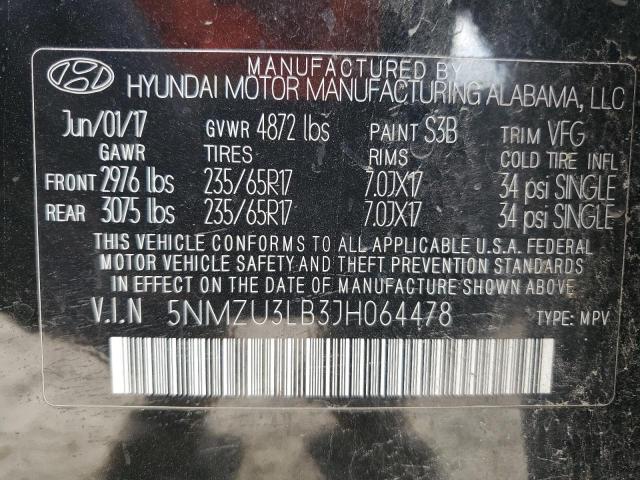 MANUFACTURED BY
HYUNDAI MOTOR MANUFACTURING ALABAMA, LLC
Jun/01/17 GVWR 4872 lbs PAINT S3B TRIM VFG
GAWR TIRES RIMS COLD TIRE INFL
FRONT 2976 lbs 235/65R17 7.0JX17 34 psi SINGLE
REAR 3075 lbs 235/65R17 7.0JX17 34 psi SINGLE
THIS VEHICLE CONFORMS TO ALL APPLICABLE U.S.A. FEDERAL
MOTOR VEHICLE SAFETY AND THEFT PREVENTION STANDARDS
IN EFFECT ON THE DATE OF MANUFACTURE SHOWN ABOVE.
V.I.N 5NMZU3LB3JH064478 TYPE: MPV